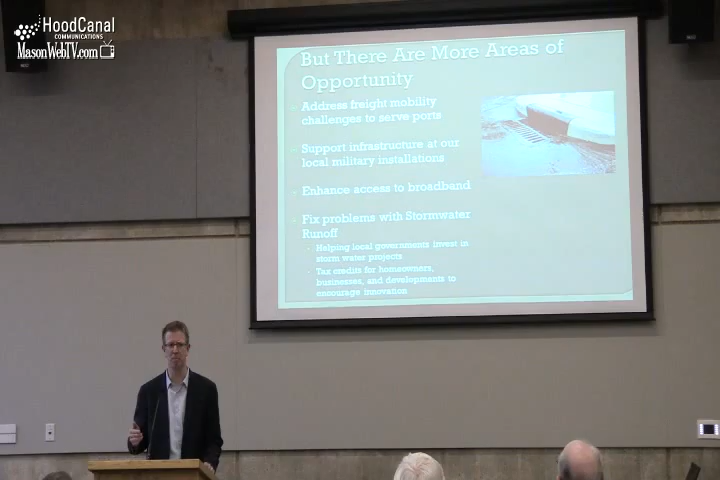 HoodCanal
COMMUNICATIONS
MasonWebTV.com
But There Are More Areas of
Opportunity
Address freight mobility
challenges to serve ports
Support infrastructure at our
local military installations
Enhance access to broadband
Fix problems with Stormwater
Runoff
Helping local governments invest in
storm water projects
Tax credits for homeowners,
businesses, and developments to
encourage innovation